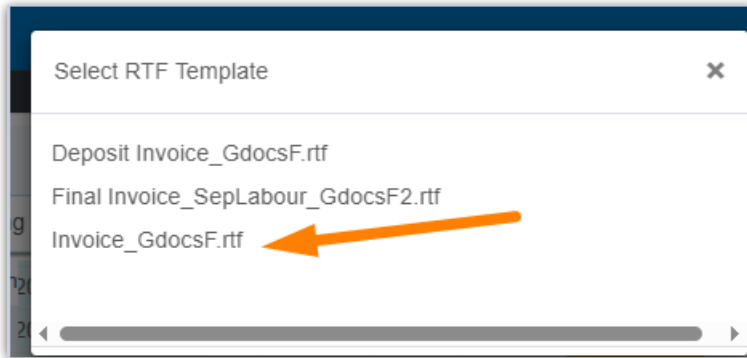 Select RTF Template
Deposit Invoice_GdocsF.rtf
Final Invoice_SepLabour_GdocsF2.rtf
Invoice_GdocsF.rtf